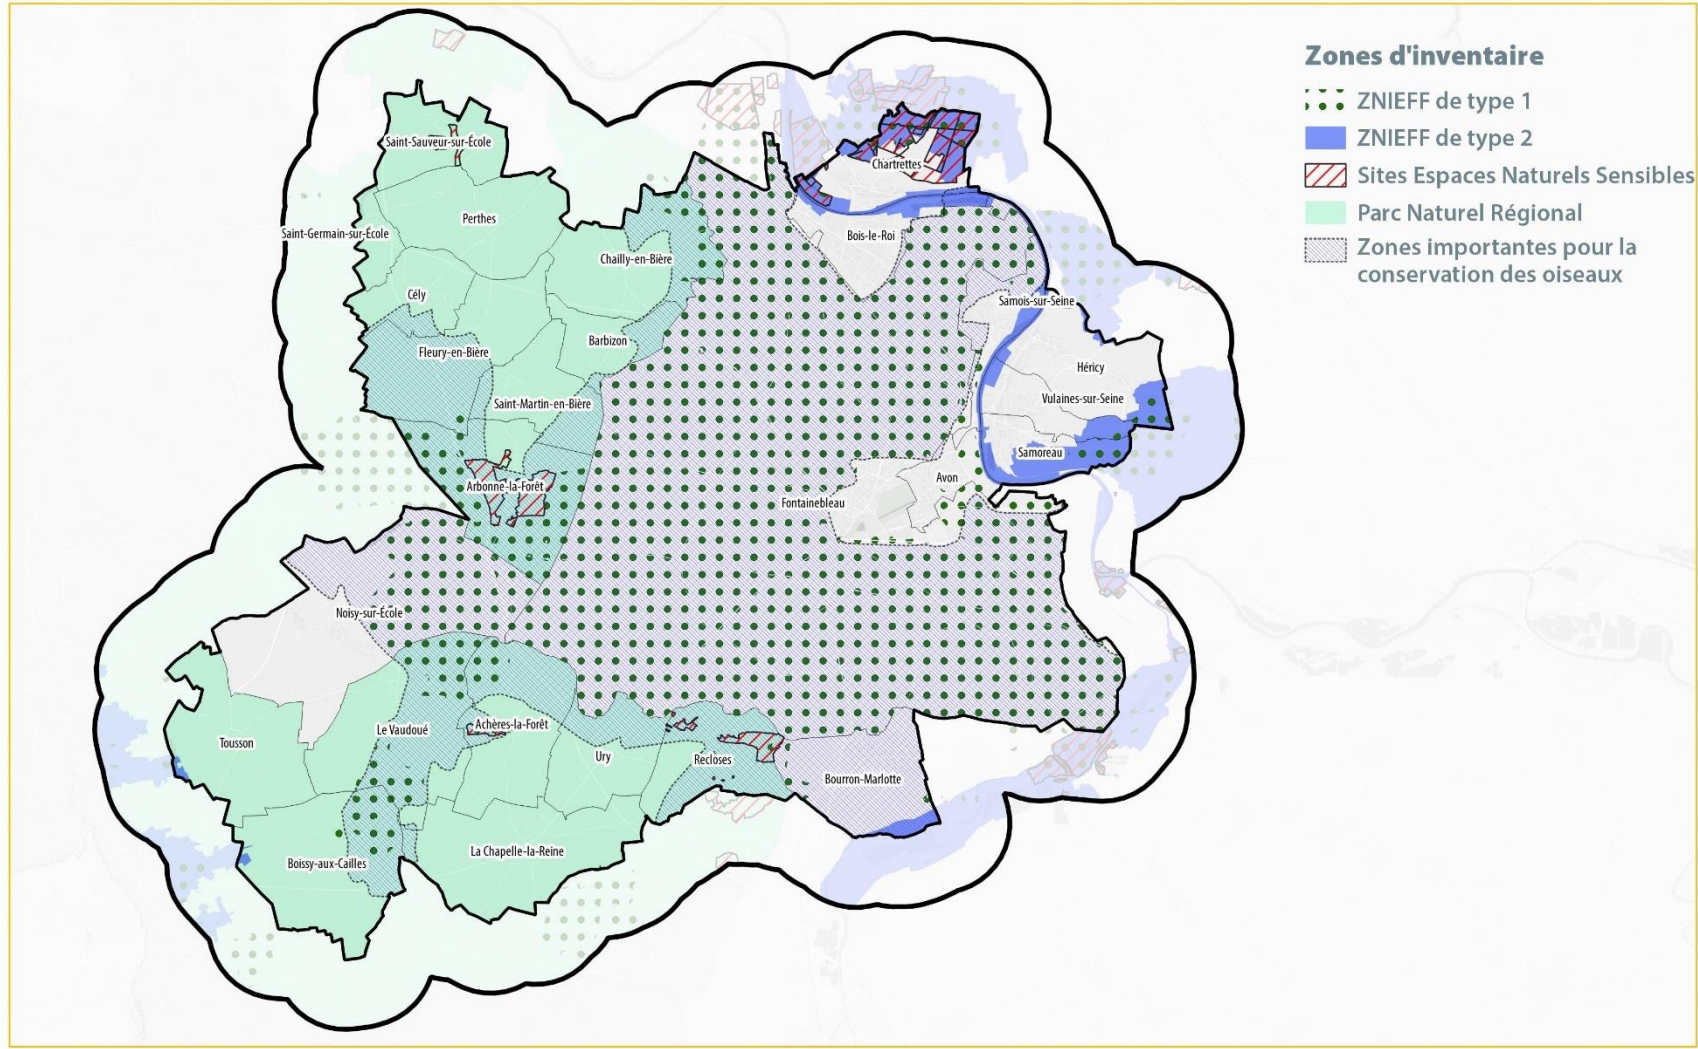 Zones d'inventaire
ZNIEFF de type 1
ZNIEFF de type 2
Sites Espaces Naturels Sensibles
Parc Naturel Régional
Zones importantes pour la
conservation des oiseaux
Saint-Sauveur-sur-École
Chartrettes
Perthes
Saint-Germain-sur-École
Bois-le-Roi
Chailly-en-Bière
Cély
Samois-sur-Seine
Barbizon
Fleury-en-Bière
Héricy
Saint-Martin-en-Bière
Vulaines-sur-Seine
Samoreau
Arbonne-la-Forêt
Avon
Fontainebleau
Noisy-sur-École
Achères-la-Forêt
Le Vaudoué
Tousson
Ury
Recloses
Bourron-Marlotte
La Chapelle-la-Reine
Boissy-aux-Cailles